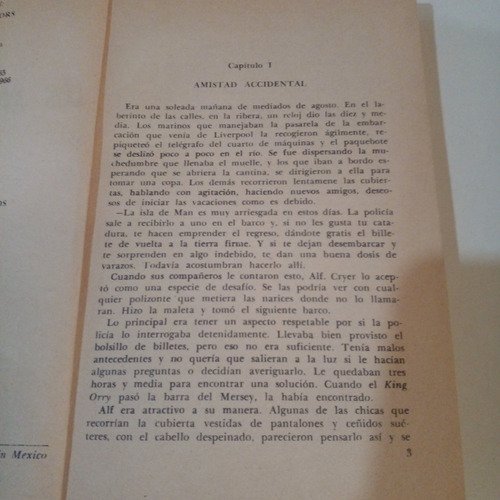 ORS
65
966
OS
in Mexico
Capítulo 1
AMISTAD ACCIDENTAL
Era una soleada mañana de mediados de agosto. En el la-
berinto de las calles, en la ribera, un reloj dio las diez y me-
dia. Los marinos que manejaban la pasarela de la embar-
cación que venía de Liverpool la recogieron ágilmente, re-
piqueteó el telégrafo del cuarto de máquinas y el paquebote
se deslizó poco a poco en el río. Se fue dispersando la mu-
chedumbre que llenaba el muelle, y los que iban a bordo es-
perando que se abriera la cantina, se dirigieron a ella para
tomar una copa. Los demás recorrieron lentamene las cubier-
tas, hablando con agitación, haciendo nuevos amigos, deseo-
sos de iniciar las vacaciones como es debido.
—La isla de Man es muy arriesgada en estos días. La policía
sale a recibirlo a uno en el barco y, si no les gusta tu cata-
dura, te hacen emprender el regreso, dándote gratis el bille-
te de vuelta a la tierra firme. Y si te dejan desembarcar y
te sorprenden en algo indebido, te dan una buena dosis de
varazos. Todavía acostumbran hacerlo allí.
Cuando sus compañeros le contaron esto, Alf. Cryer lo acep-
tó como una especie de desafío. Se las podría ver con cual-
quier polizonte que metiera las narices donde no lo llama-
ran. Hizo la maleta y tomó el siguiente barco.
Lo principal era tener un aspecto respetable por si la po-
licía lo interrogaba detenidamente. Llevaba bien provisto el
bolsillo de billetes, pero eso no era suficiente. Tenía malos
antecedentes y no quería que salieran a la luz si le hacían
algunas preguntas o decidían averiguarlo. Le quedaban tres
horas y media para encontrar una solución. Cuando el King
Orry pasó la barra del Mersey, la había encontrado.
Alf era atractivo a su manera. Algunas de las chicas que
recorrían la cubierta vestidas de pantalones y ceñidos sué-
teres, con el cabello despeinado, parecieron pensarlo así y se
3